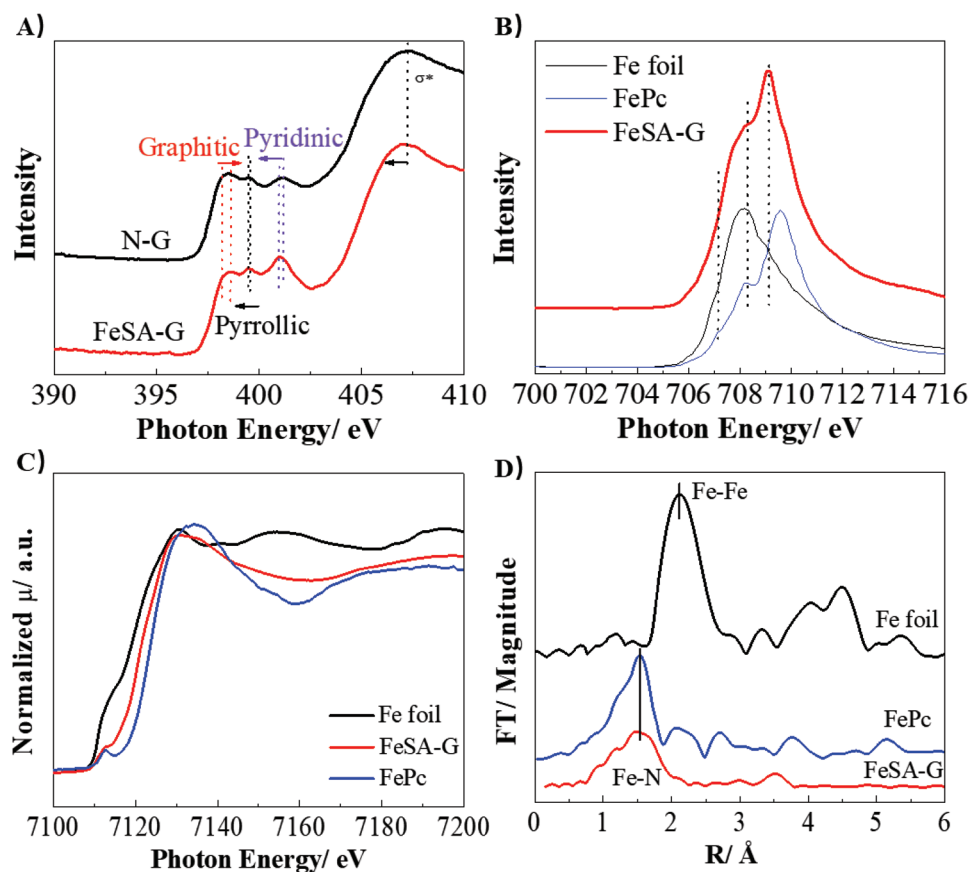 A)
Intensity
σ*
Graphitic
Pyridinic
N-G
FeSA-G
Pyrrollic
390 395 400 405 410
Photon Energy/ eV
B)
Intensity
Fe foil
FePc
FeSA-G
700 702 704 706 708 710 712 714 716
Photon Energy/ eV
C)
Normalized μ/ a.u.
Fe foil
FeSA-G
FePc
7100 7120 7140 7160 7180 7200
Photon Energy/ eV
D)
FT/ Magnitude
Fe-Fe
Fe foil
FePc
FeSA-G
Fe-N
0 1 2 3 4 5 6
R/ Å